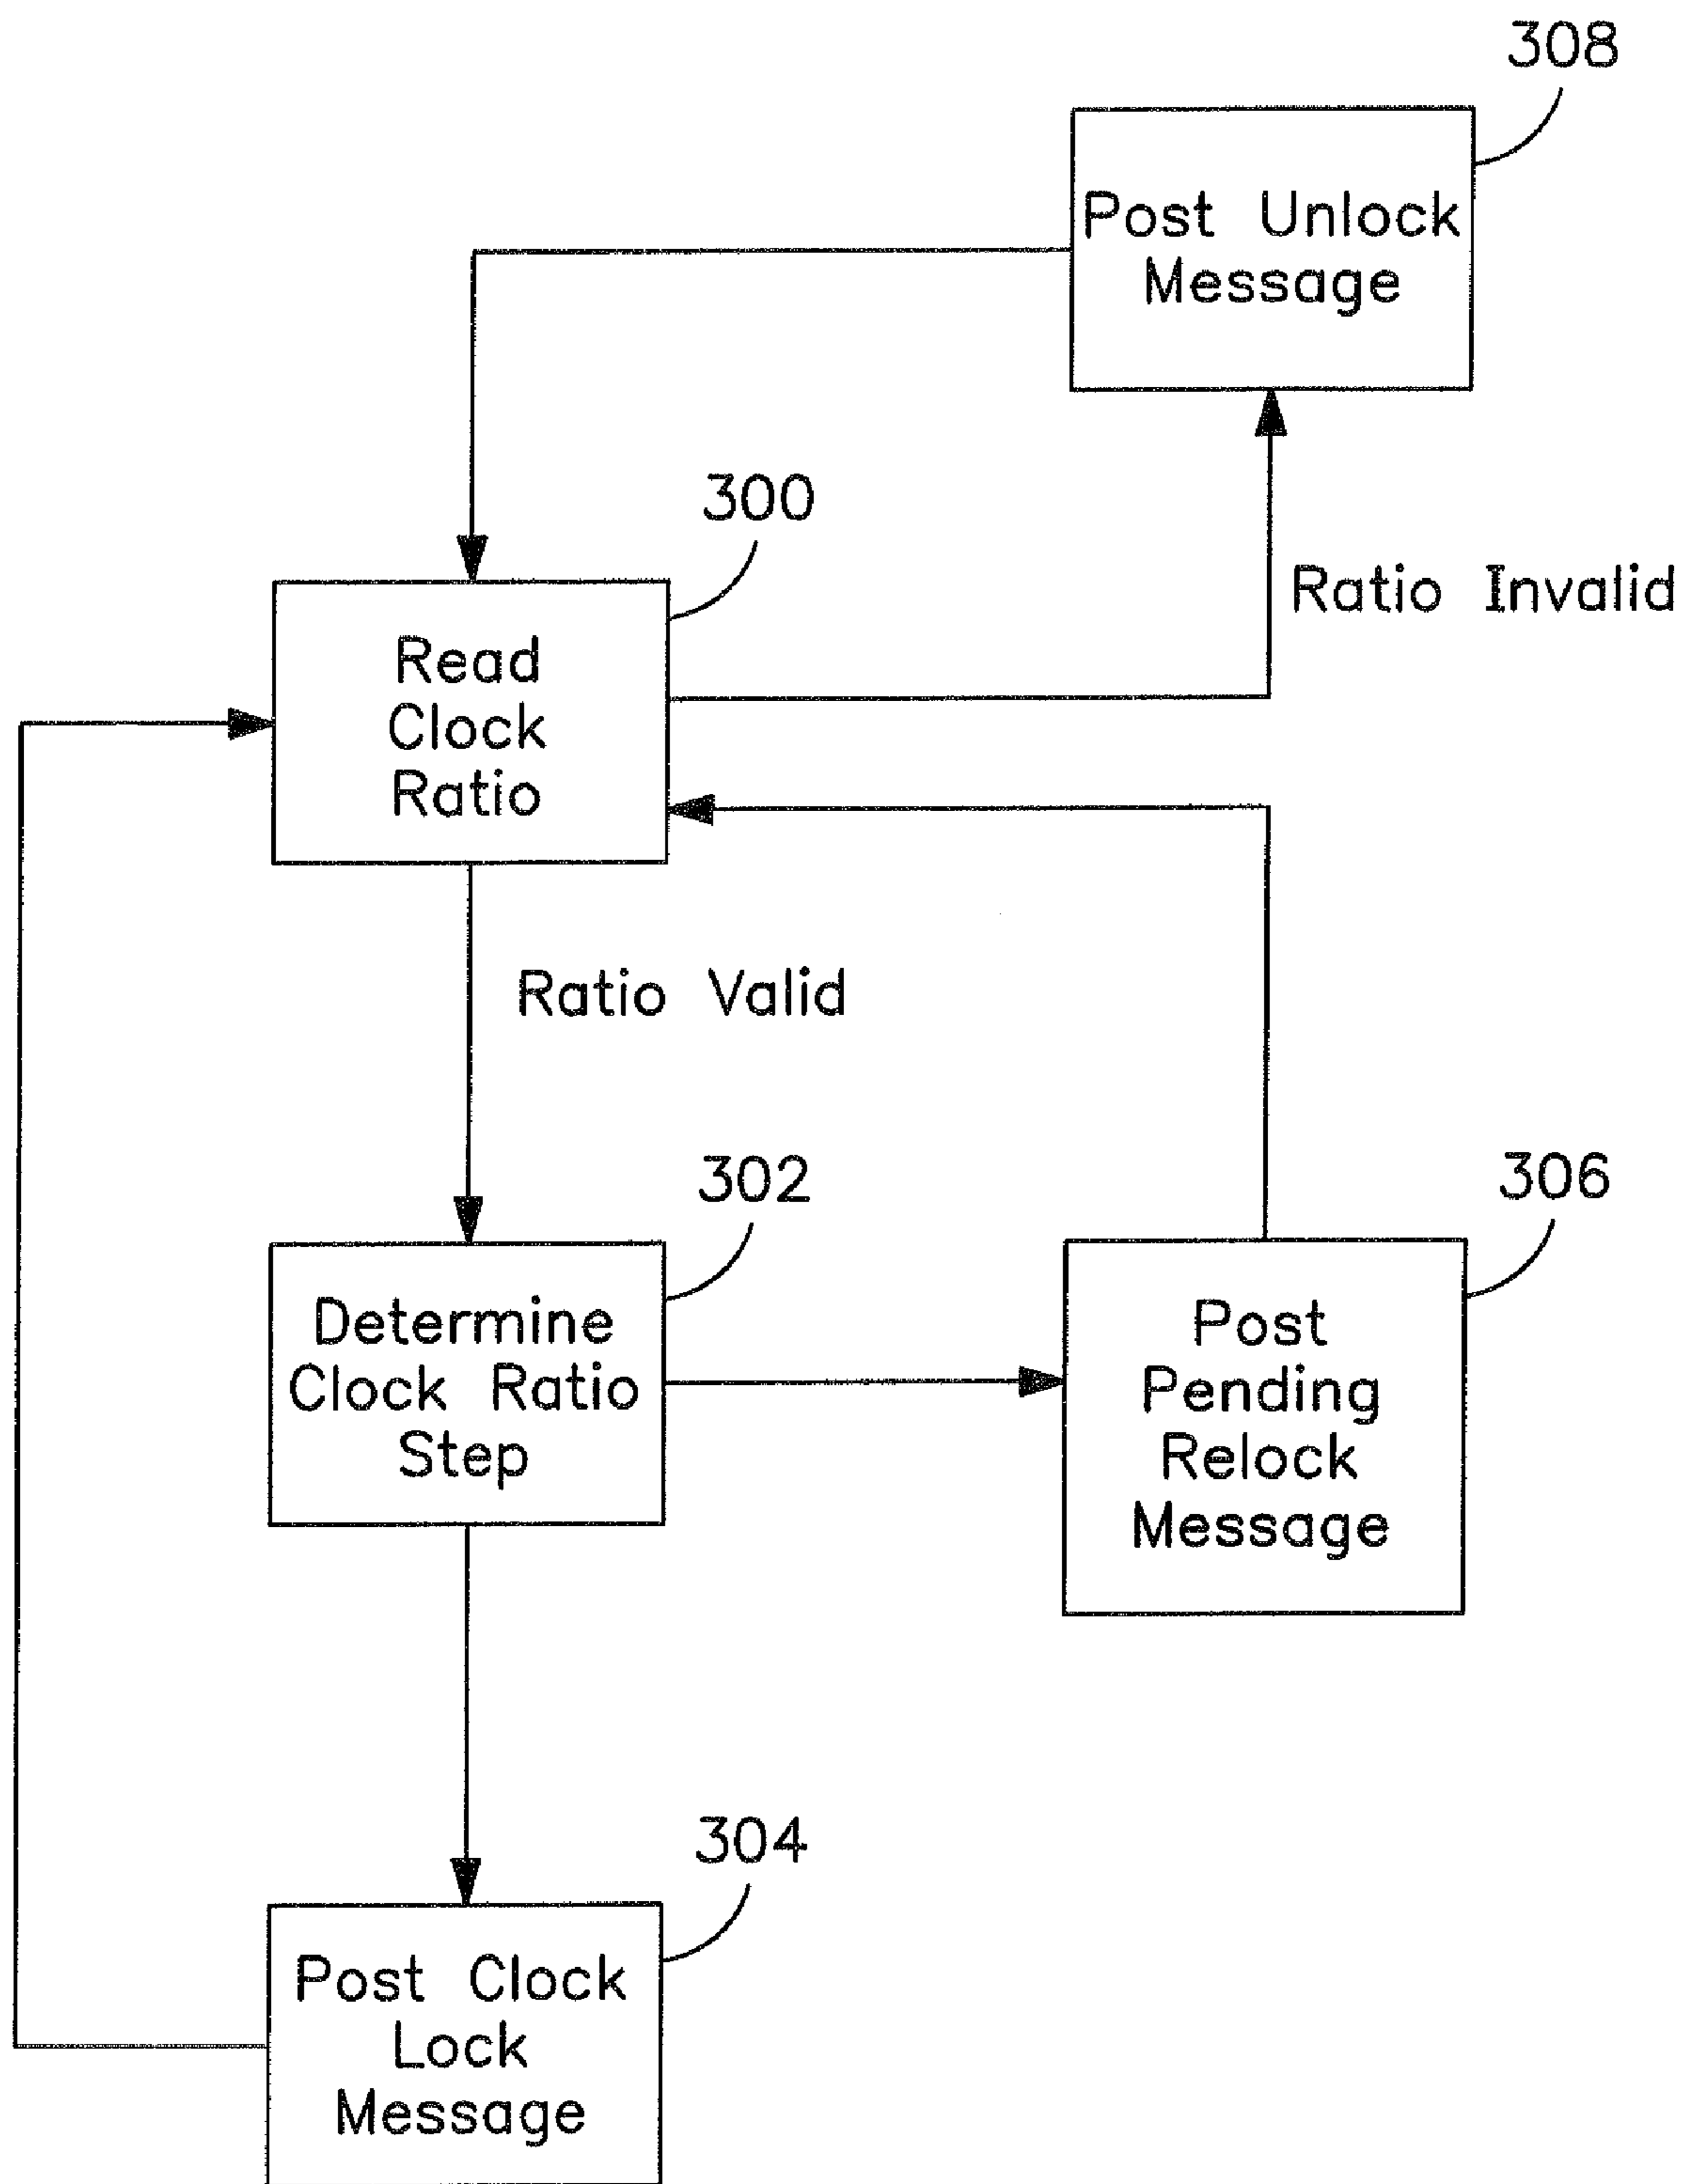 308
Post Unlock
Message
300
Ratio Invalid
Read
Clock
Ratio
Ratio Valid
302
306
Determine
Clock Ratio
Step
Post
Pending
Relock
Message
304
Post Clock
Lock
Message